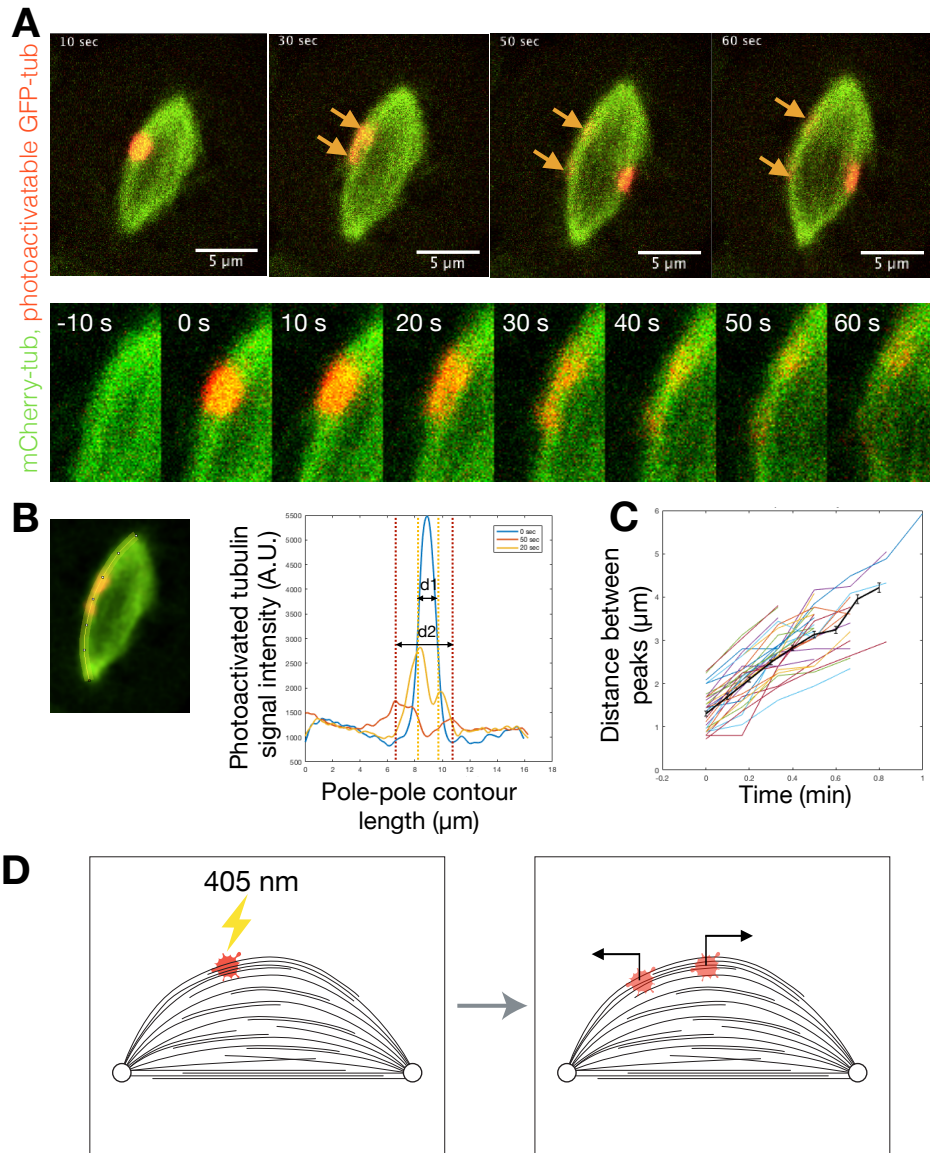 A
mCherry-tub, photoactivatable GFP-tub
10 sec
30 sec
50 sec
60 sec
5 µm
5 µm
5 µm
5 µm
-10 s
0 s
10 s
20 s
30 s
40 s
50 s
60 s
B
Photoactivated tubulin
signal intensity (A.U.)
5500
5000
4500
4000
3500
3000
2500
2000
1500
1000
500
0 sec
50 sec
20 sec
d1
d2
0
2
4
6
8
10
12
14
16
18
Pole-pole contour
length (µm)
C
Distance between
peaks (µm)
6
5
4
3
2
1
0
-0.2
0
0.2
0.4
0.6
0.8
1
Time (min)
D
405 nm